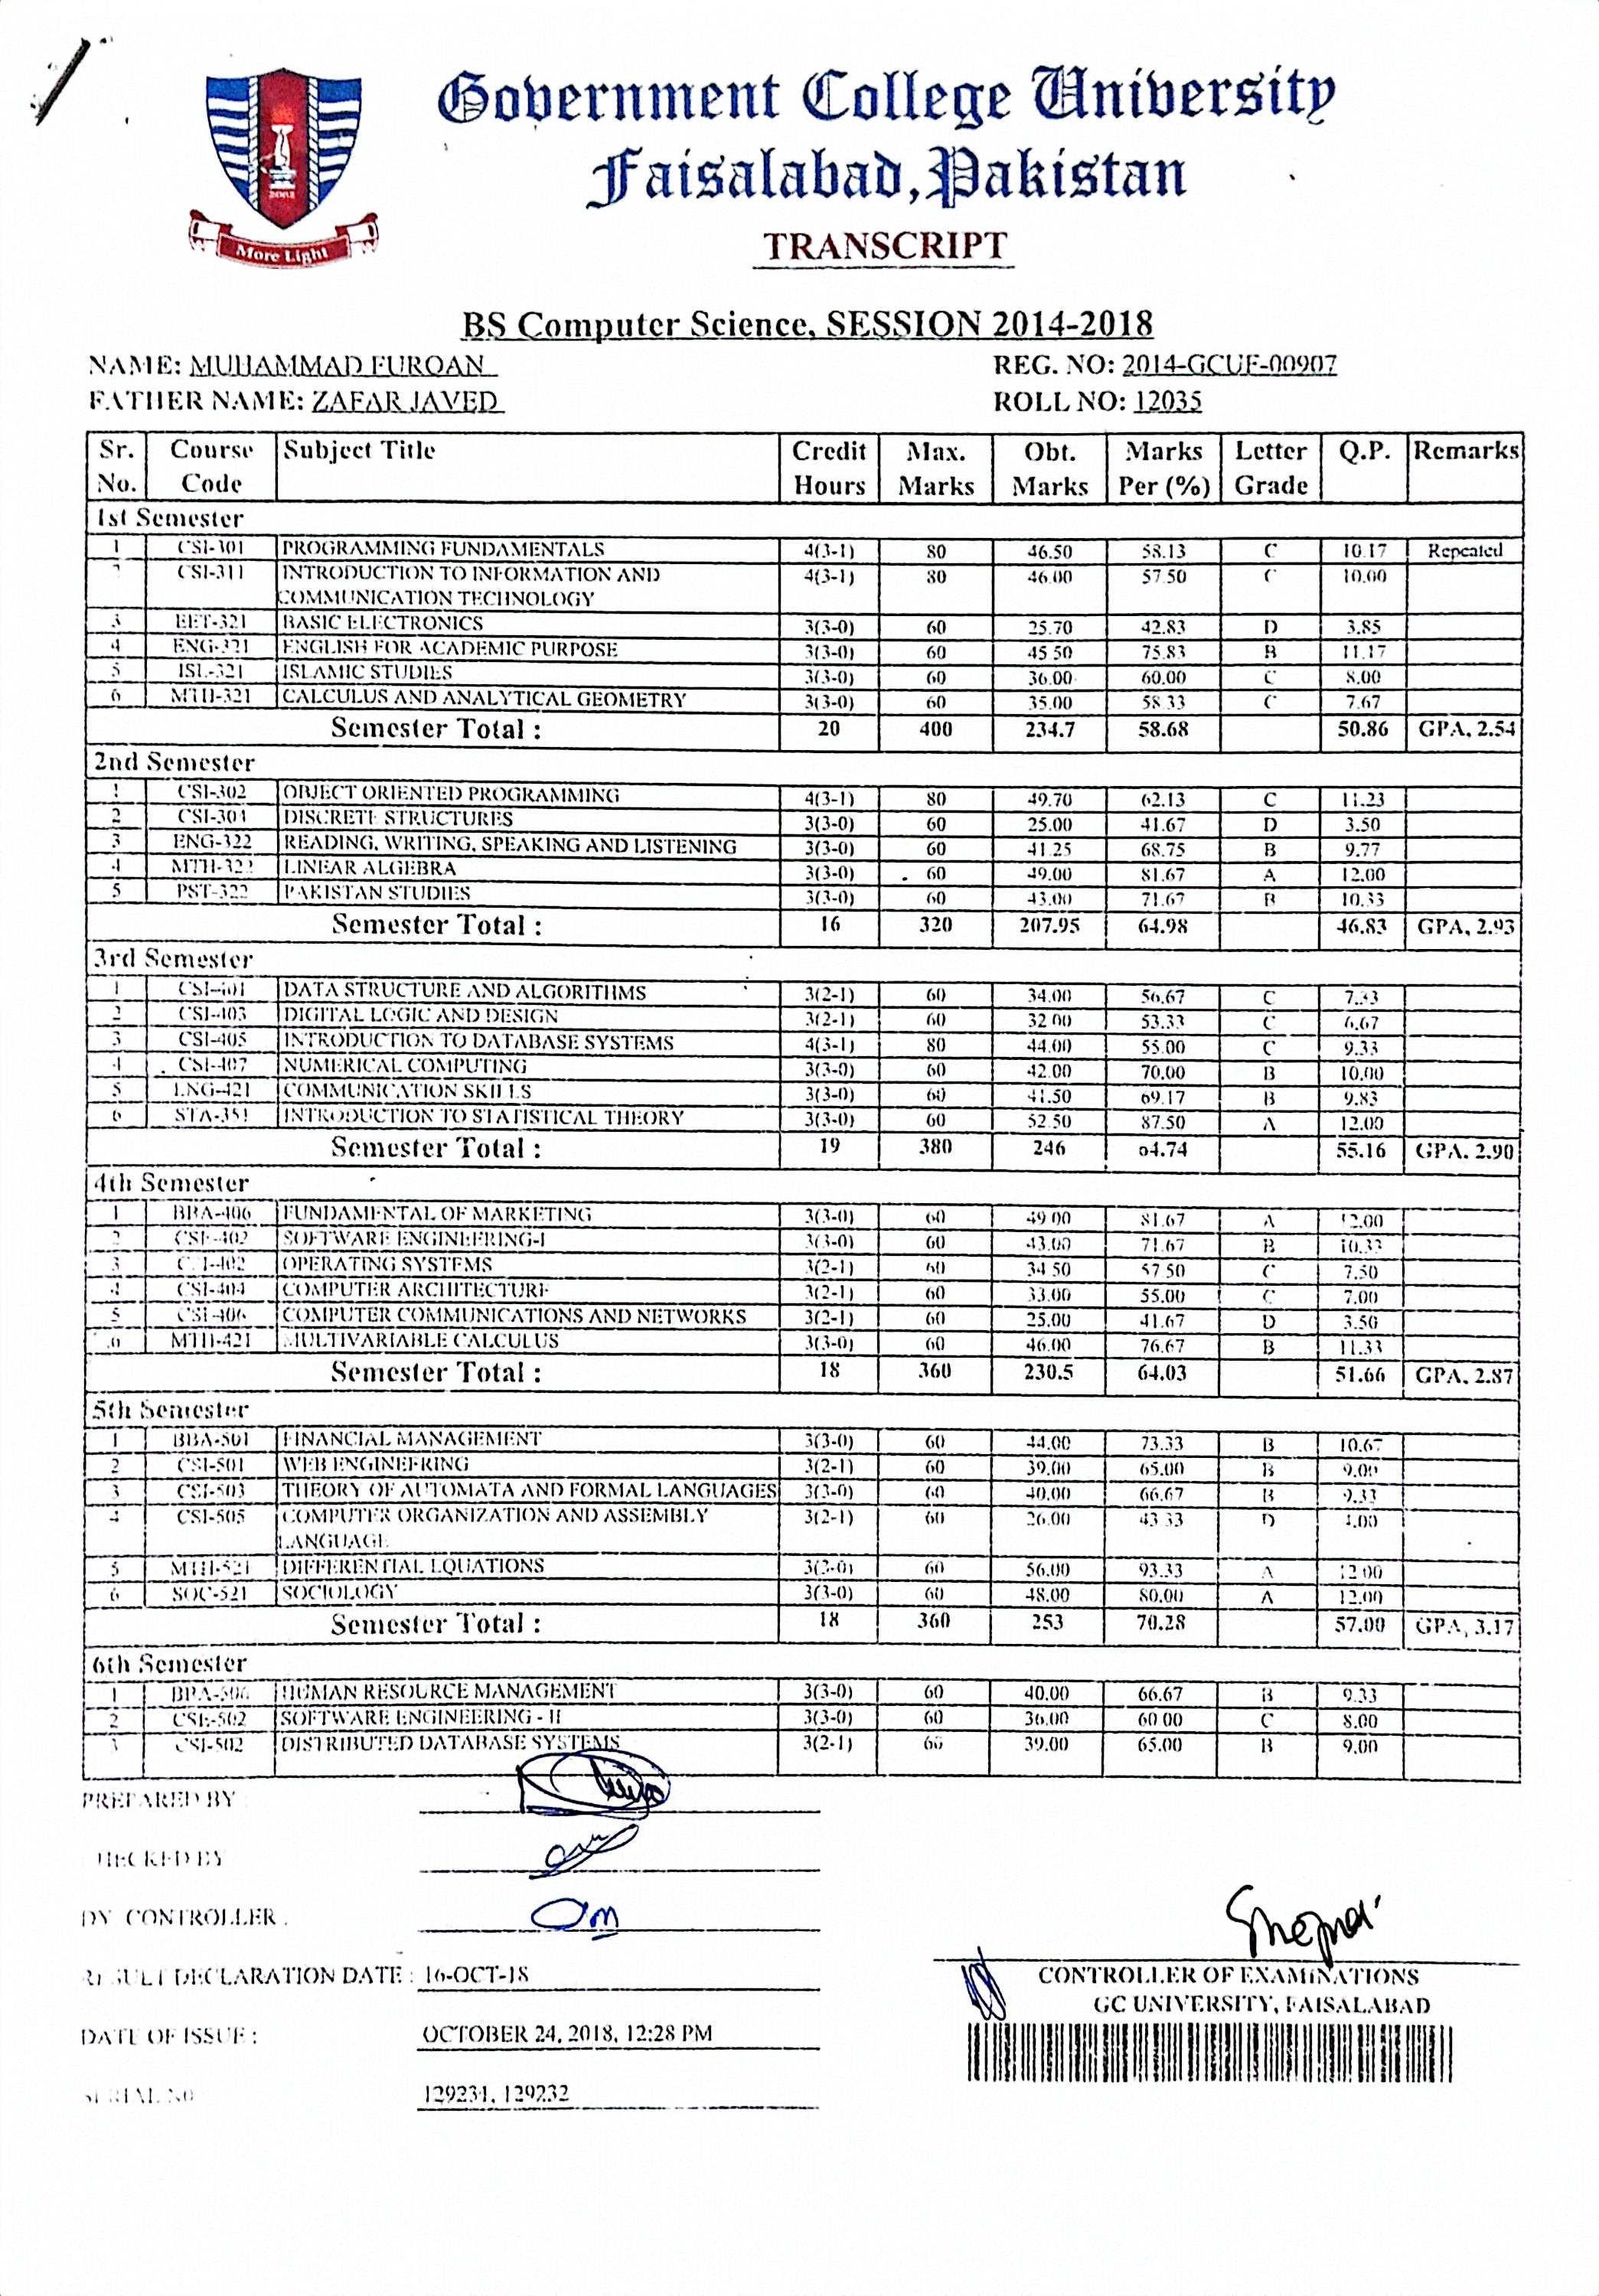 Government College University
Faisalabad, Pakistan
More Light
TRANSCRIPT
BS Computer Science, SESSION 2014-2018
NAME: MUHAMMAD FURQAN REG. NO: 2014-GCUF-00907
FATHER NAME: ZAFAR JAVED ROLL NO: 12035
Sr. No. Course Code Subject Title Credit Hours Max. Marks Obt. Marks Marks Per (%) Letter Grade Q.P. Remarks
1st Semester
1 CSI-301 PROGRAMMING FUNDAMENTALS 4(3-1) 80 46.50 58.13 C 10.17 Repeated
2 CSI-311 INTRODUCTION TO INFORMATION AND 4(3-1) 80 46.00 57.50 C 10.00
COMMUNICATION TECHNOLOGY
3 EET-321 BASIC ELECTRONICS 3(3-0) 60 25.70 42.83 D 3.85
4 ENG-321 ENGLISH FOR ACADEMIC PURPOSE 3(3-0) 60 45.50 75.83 B 11.17
5 ISL-321 ISLAMIC STUDIES 3(3-0) 60 36.00 60.00 C 8.00
6 MTH-321 CALCULUS AND ANALYTICAL GEOMETRY 3(3-0) 60 35.00 58.33 C 7.67
Semester Total : 20 400 234.7 58.68 50.86 GPA, 2.54
2nd Semester
1 CSI-302 OBJECT ORIENTED PROGRAMMING 4(3-1) 80 49.70 62.13 C 11.23
2 CSI-304 DISCRETE STRUCTURES 3(3-0) 60 25.00 41.67 D 3.50
3 ENG-322 READING, WRITING, SPEAKING AND LISTENING 3(3-0) 60 41.25 68.75 B 9.77
4 MTH-322 LINEAR ALGEBRA 3(3-0) 60 49.00 81.67 A 12.00
5 PST-322 PAKISTAN STUDIES 3(3-0) 60 43.00 71.67 B 10.33
Semester Total : 16 320 207.95 64.98 46.83 GPA, 2.93
3rd Semester
1 CSI-401 DATA STRUCTURE AND ALGORITHMS 3(2-1) 60 34.00 56.67 C 7.33
2 CSI-403 DIGITAL LOGIC AND DESIGN 3(2-1) 60 32.00 53.33 C 6.67
3 CSI-405 INTRODUCTION TO DATABASE SYSTEMS 4(3-1) 80 44.00 55.00 C 9.33
4 CSI-407 NUMERICAL COMPUTING 3(3-0) 60 42.00 70.00 B 10.00
5 ENG-421 COMMUNICATION SKILLS 3(3-0) 60 41.50 69.17 B 9.83
6 STA-351 INTRODUCTION TO STATISTICAL THEORY 3(3-0) 60 52.50 87.50 A 12.00
Semester Total : 19 380 246 64.74 55.16 GPA, 2.90
4th Semester
1 BBA-406 FUNDAMENTAL OF MARKETING 3(3-0) 60 49.00 81.67 A 12.00
2 CSE-402 SOFTWARE ENGINEERING-I 3(3-0) 60 43.00 71.67 B 10.33
3 CSI-402 OPERATING SYSTEMS 3(2-1) 60 34.50 57.50 C 7.50
4 CSI-404 COMPUTER ARCHITECTURE 3(2-1) 60 33.00 55.00 C 7.00
5 CSI-406 COMPUTER COMMUNICATIONS AND NETWORKS 3(2-1) 60 25.00 41.67 D 3.50
6 MTH-421 MULTIVARIABLE CALCULUS 3(3-0) 60 46.00 76.67 B 11.33
Semester Total : 18 360 230.5 64.03 51.66 GPA, 2.87
5th Semester
1 BBA-501 FINANCIAL MANAGEMENT 3(3-0) 60 44.00 73.33 B 10.67
2 CSI-501 WEB ENGINEERING 3(2-1) 60 39.00 65.00 B 9.00
3 CSI-503 THEORY OF AUTOMATA AND FORMAL LANGUAGES 3(3-0) 60 40.00 66.67 B 9.33
4 CSI-505 COMPUTER ORGANIZATION AND ASSEMBLY 3(2-1) 60 26.00 43.33 D 4.00
LANGUAGE
5 MTH-521 DIFFERENTIAL EQUATIONS 3(3-0) 60 56.00 93.33 A 12.00
6 SOC-521 SOCIOLOGY 3(3-0) 60 48.00 80.00 A 12.00
Semester Total : 18 360 253 70.28 57.00 GPA, 3.17
6th Semester
1 BBA-506 HUMAN RESOURCE MANAGEMENT 3(3-0) 60 40.00 66.67 B 9.33
2 CSE-502 SOFTWARE ENGINEERING - II 3(3-0) 60 36.00 60.00 C 8.00
3 CSI-502 DISTRIBUTED DATABASE SYSTEMS 3(2-1) 60 39.00 65.00 B 9.00
PREPARED BY
CHECKED BY
DY. CONTROLLER
RESULT DECLARATION DATE : 16-OCT-18
CONTROLLER OF EXAMINATIONS
GC UNIVERSITY, FAISALABAD
DATE OF ISSUE : OCTOBER 24, 2018, 12:28 PM
SERIAL NO 129231, 129232